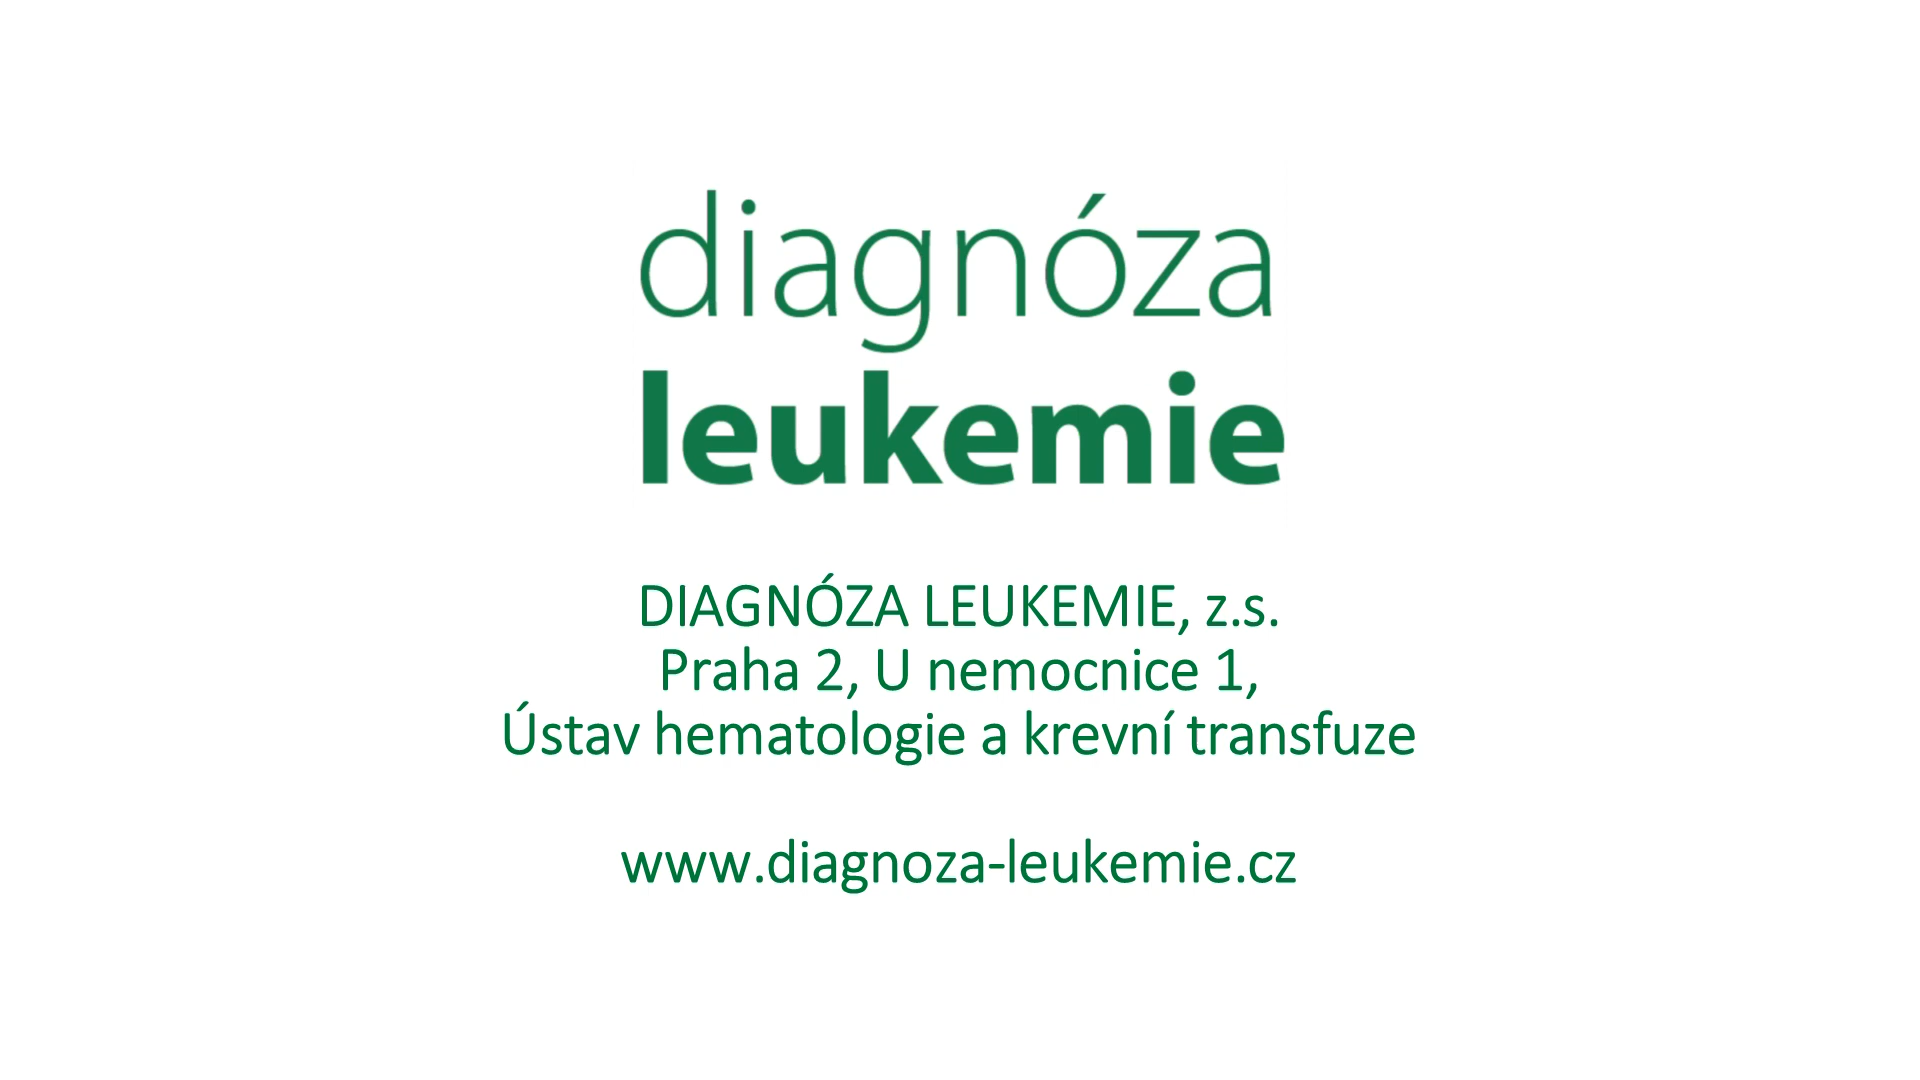 diagnóza
leukemie
DIAGNÓZA LEUKEMIE, z.s.
Praha 2, U nemocnice 1,
Ústav hematologie a krevní transfuze
www.diagnoza-leukemie.cz